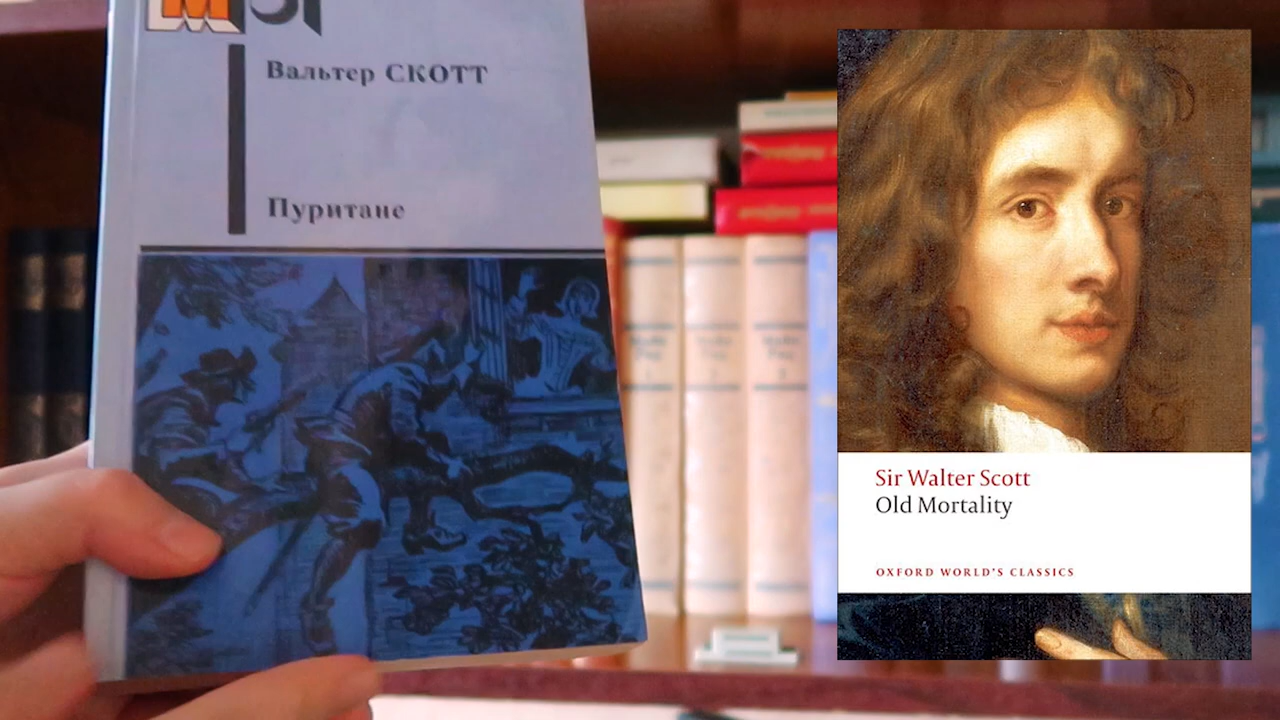 Вальтер СКОТТ
Пуритане
Sir Walter Scott
Old Mortality
OXFORD WORLD'S CLASSICS